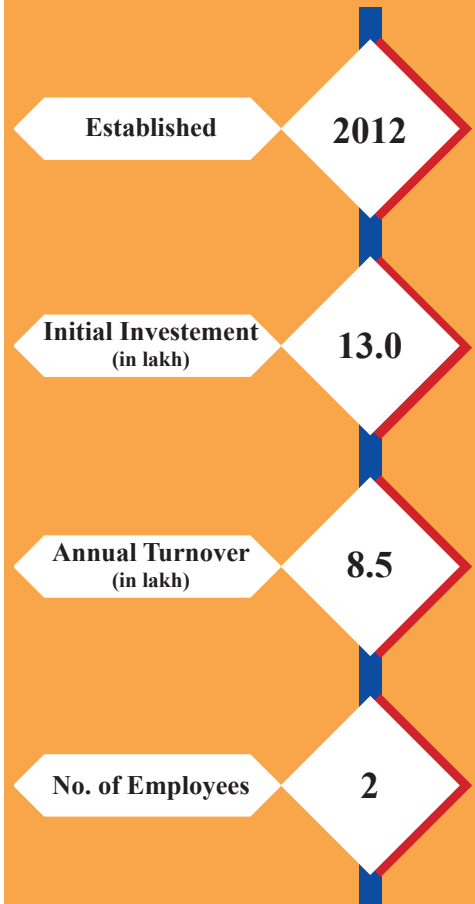 Established
2012
Initial Investement
(in lakh)
13.0
Annual Turnover
(in lakh)
8.5
No. of Employees
2